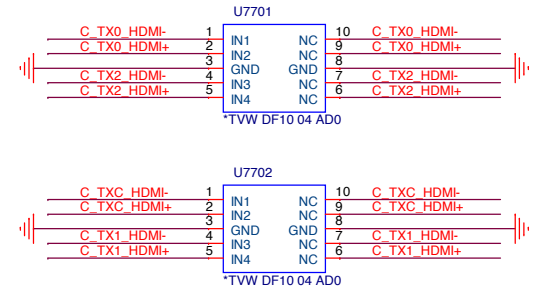 U7701
C_TX0_HDMI- 1 IN1 NC 10 C_TX0_HDMI-
C_TX0_HDMI+ 2 IN2 NC 9 C_TX0_HDMI+
3 GND GND 8
C_TX2_HDMI- 4 IN3 NC 7 C_TX2_HDMI-
C_TX2_HDMI+ 5 IN4 NC 6 C_TX2_HDMI+
*TVW DF10 04 AD0
U7702
C_TXC_HDMI- 1 IN1 NC 10 C_TXC_HDMI-
C_TXC_HDMI+ 2 IN2 NC 9 C_TXC_HDMI+
3 GND GND 8
C_TX1_HDMI- 4 IN3 NC 7 C_TX1_HDMI-
C_TX1_HDMI+ 5 IN4 NC 6 C_TX1_HDMI+
*TVW DF10 04 AD0